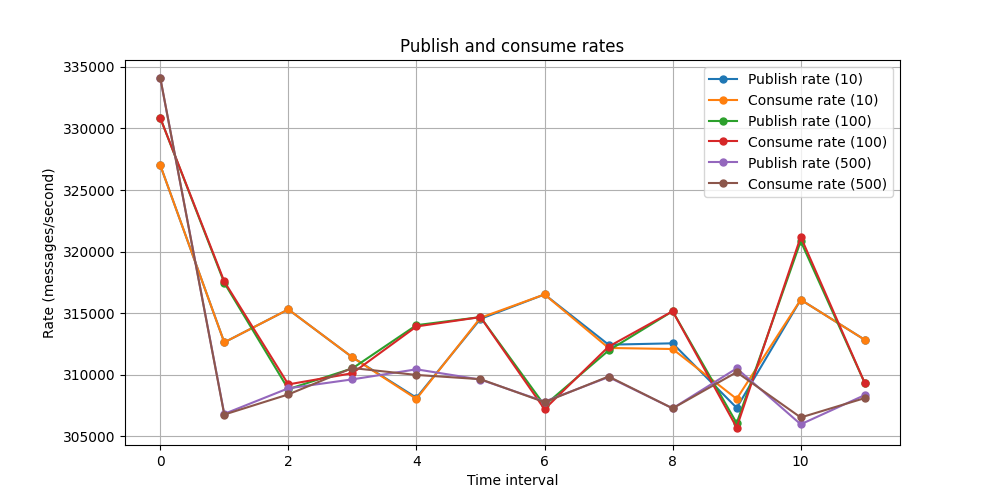 Publish and consume rates
335000
330000
325000
320000
315000
310000
305000
Rate (messages/second)
Publish rate (10)
Consume rate (10)
Publish rate (100)
Consume rate (100)
Publish rate (500)
Consume rate (500)
0 2 4 6 8 10
Time interval